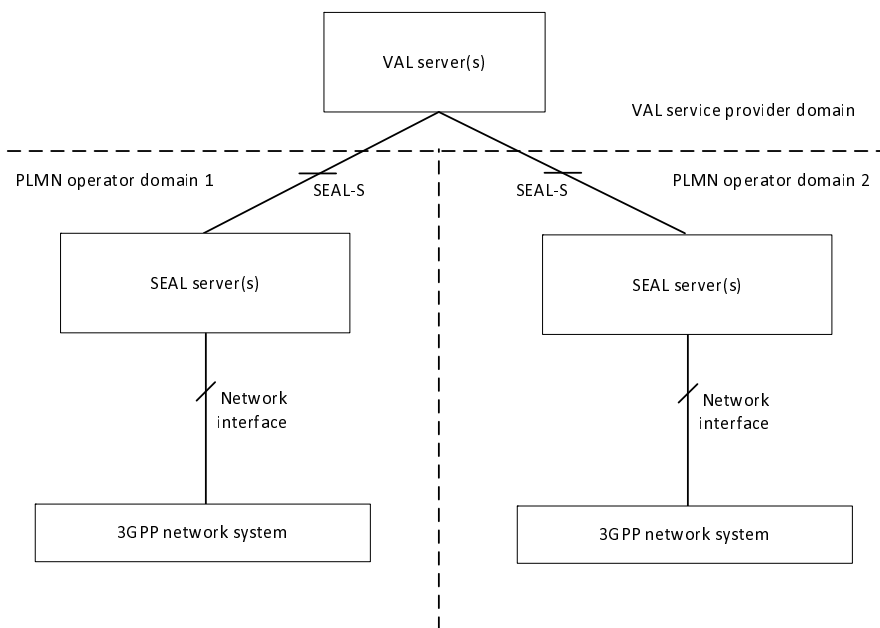 VAL server(s)
VAL service provider domain
PLMN operator domain 1
PLMN operator domain 2
SEAL-S
SEAL-S
SEAL server(s)
SEAL server(s)
Network
interface
Network
interface
3GPP network system
3GPP network system